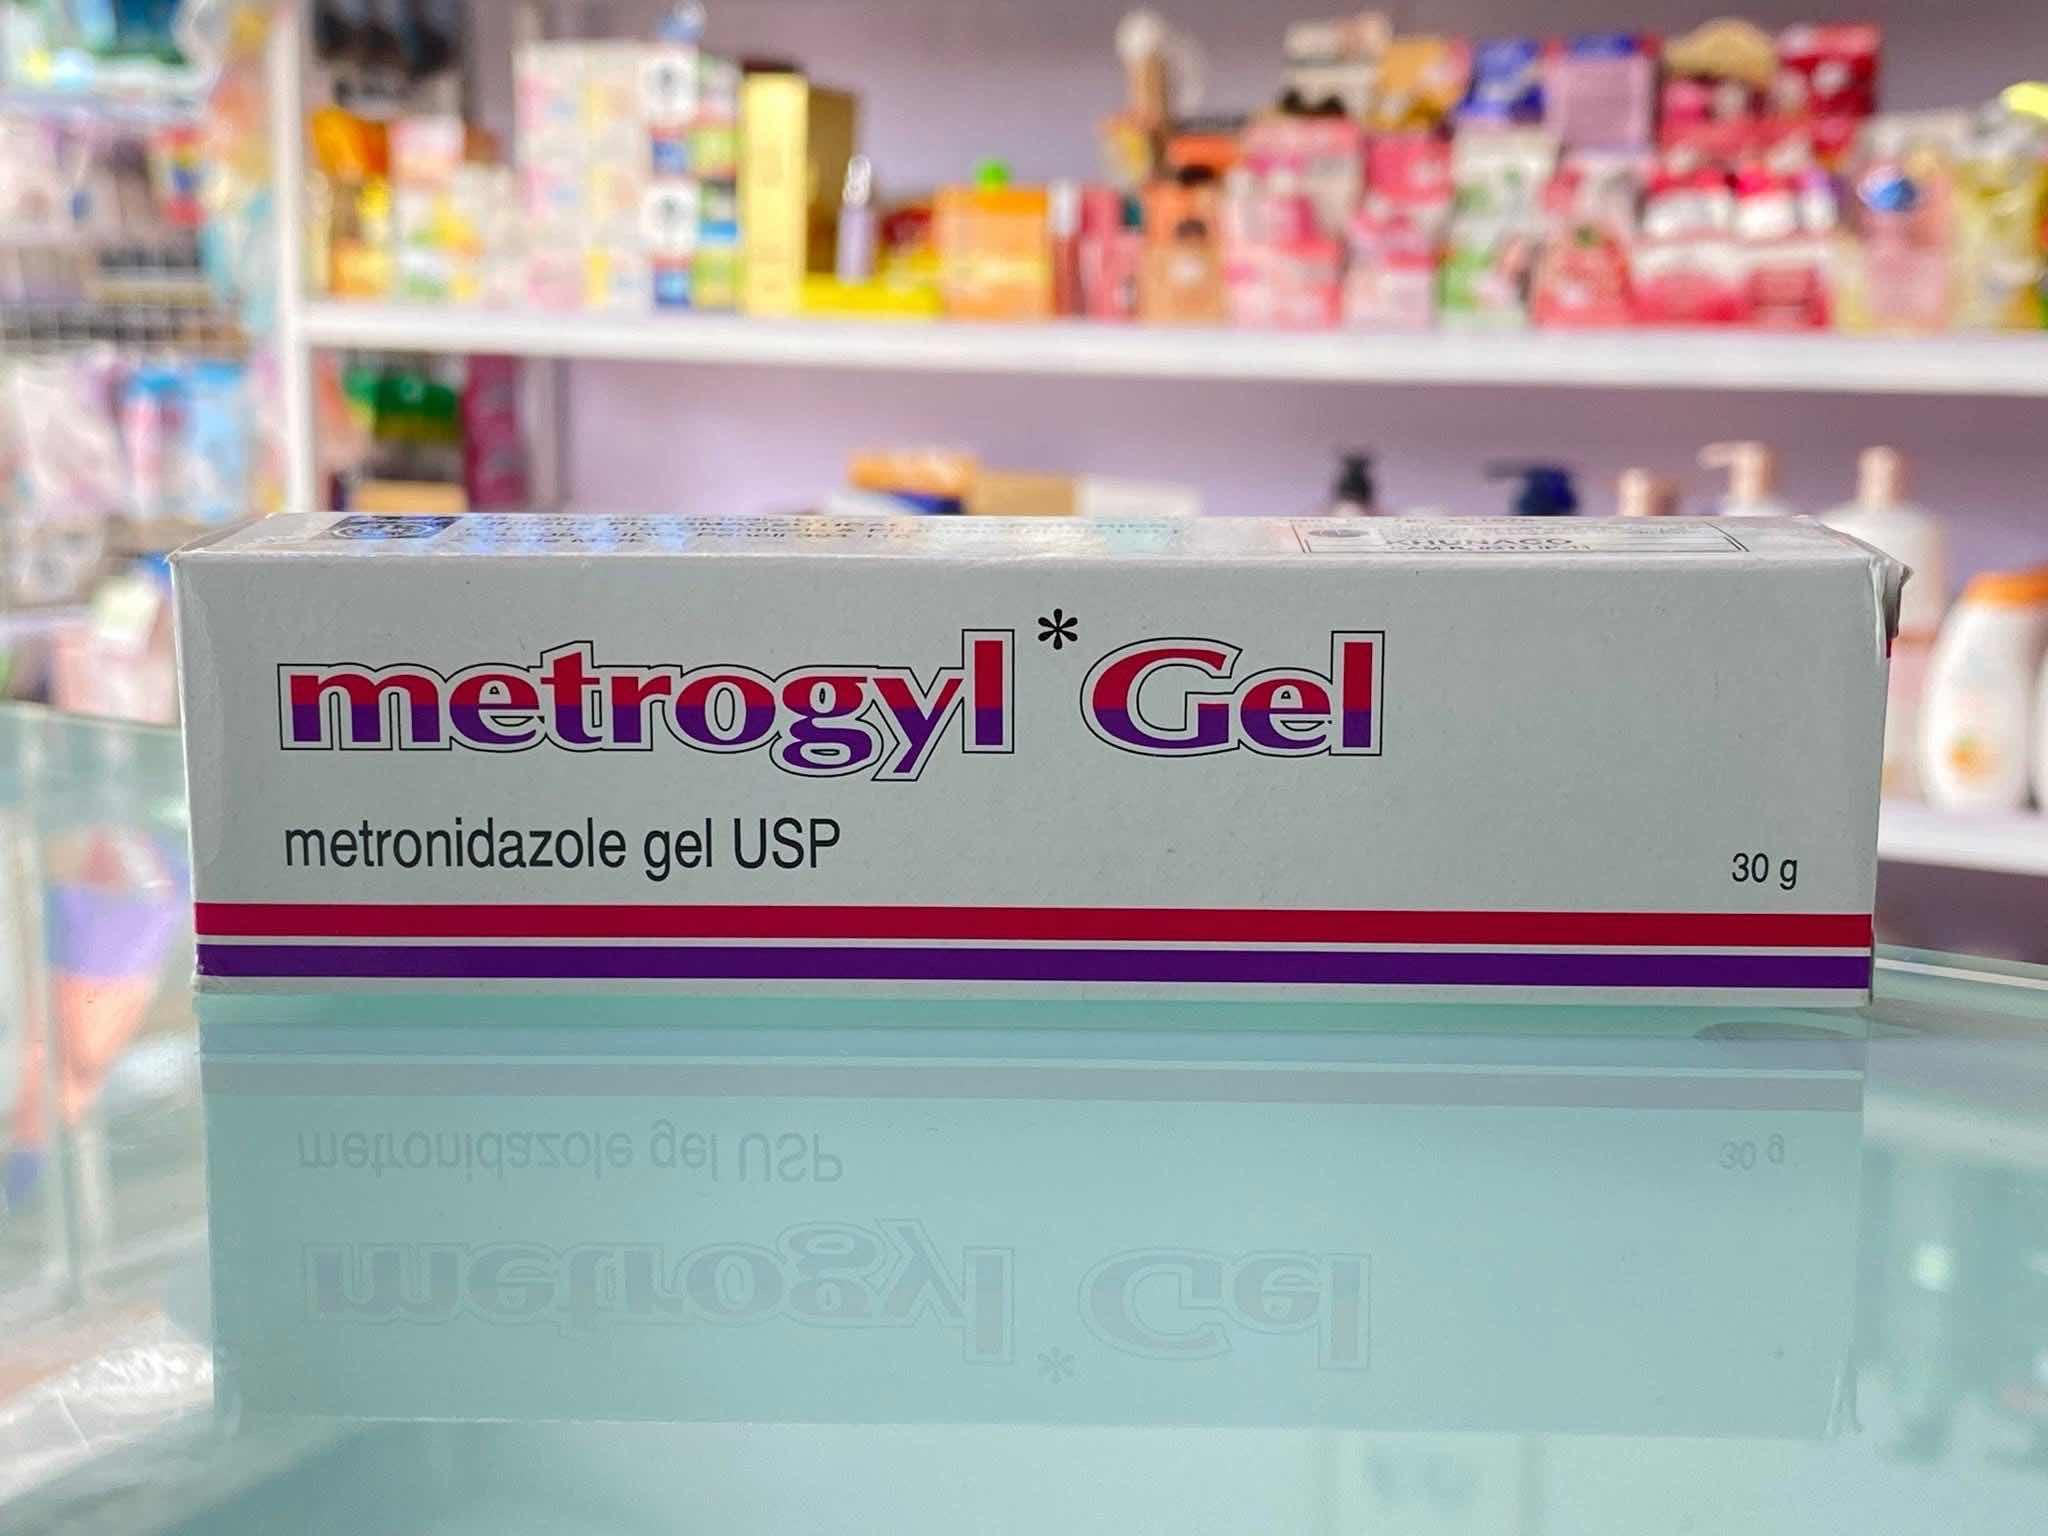 metrogyl* Gel
metronidazole gel USP
30 g